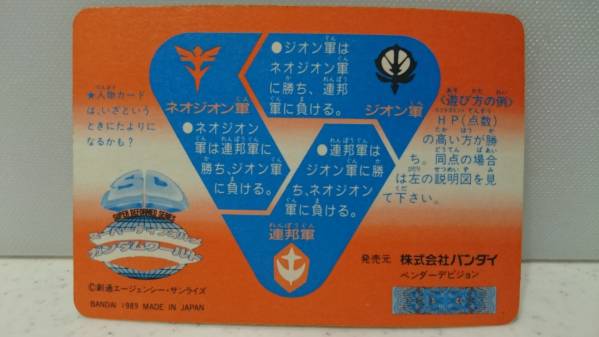 ★人物カード
は、いざという
ときにたよりに
なるかも？
ネオジオン軍
●ジオン軍は
ネオジオン軍
に勝ち、連邦
軍に負ける。
ジオン軍
●ネオジオン
軍は連邦軍に
勝ち、ジオン軍
に負ける。
●連邦軍は
ジオン軍に勝
ち、ネオジオン
軍に負ける。
連邦軍
〈遊び方の例〉
HP(点数)
の高い方が勝
ち。同点の場合
は左の説明図を見
て下さい。
SUPER DEFORMED SERIES
©創通エージェンシー・サンライズ
BANDAI 1989 MADE IN JAPAN
発売元 株式会社バンダイ
ベンダーデビジョン